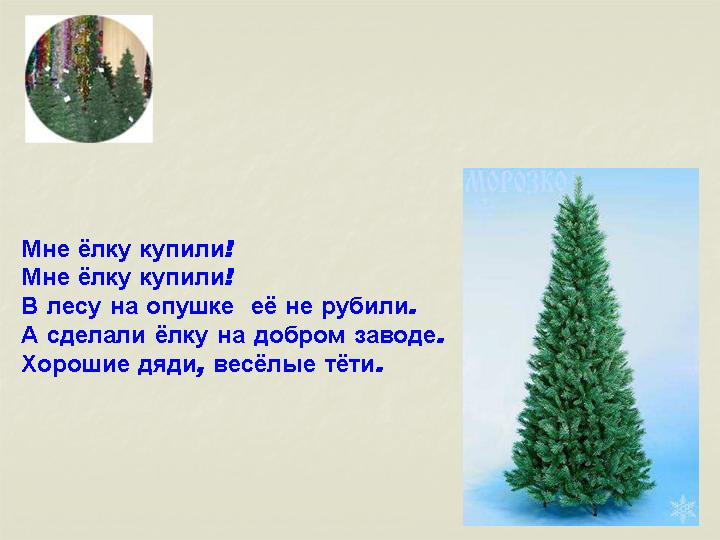 МОРОЗКО
Мне ёлку купили!
Мне ёлку купили!
В лесу на опушке её не рубили.
А сделали ёлку на добром заводе.
Хорошие дяди, весёлые тёти.